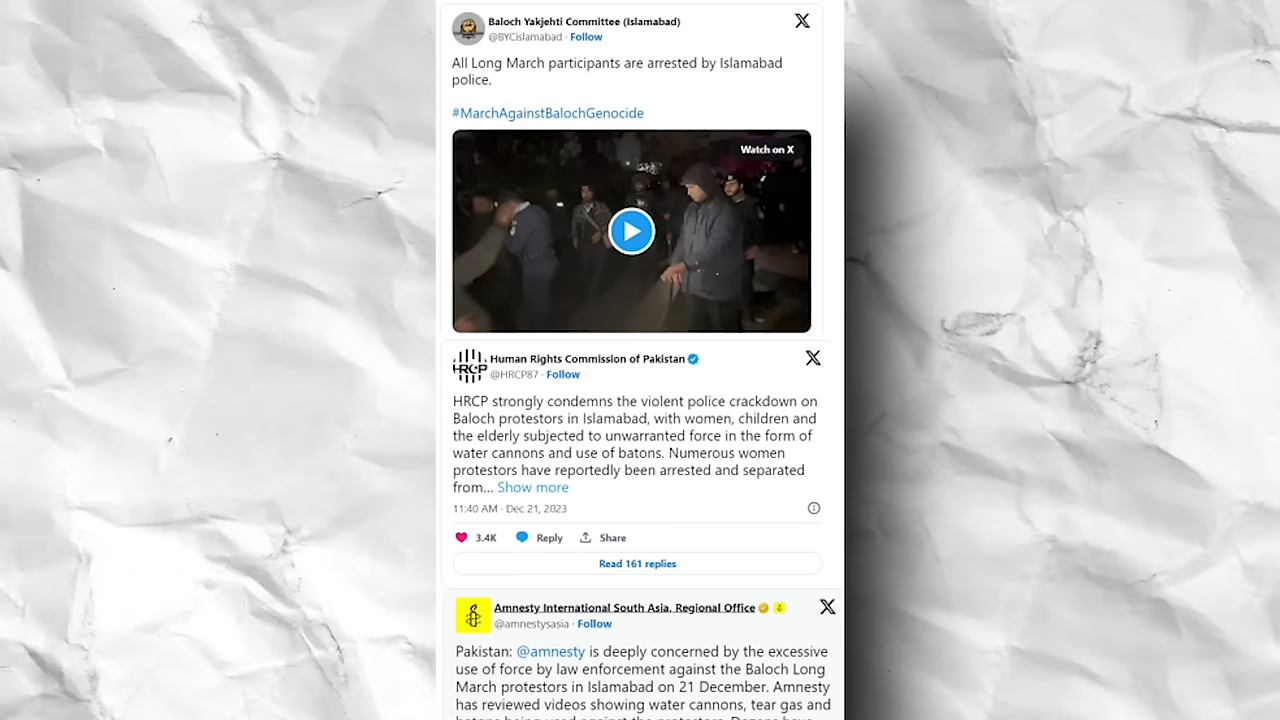 Baloch Yakjehti Committee (Islamabad)
@BYCislamabad · Follow
All Long March participants are arrested by Islamabad
police.
#MarchAgainstBalochGenocide
Watch on X
HRCP
Human Rights Commission of Pakistan
@HRCP87 · Follow
HRCP strongly condemns the violent police crackdown on
Baloch protestors in Islamabad, with women, children and
the elderly subjected to unwarranted force in the form of
water cannons and use of batons. Numerous women
protestors have reportedly been arrested and separated
from... Show more
11:40 AM · Dec 21, 2023
3.4K Reply Share
Read 161 replies
Amnesty International South Asia, Regional Office
@amnestysasia · Follow
Pakistan: @amnesty is deeply concerned by the excessive
use of force by law enforcement against the Baloch Long
March protestors in Islamabad on 21 December. Amnesty
has reviewed videos showing water cannons, tear gas and